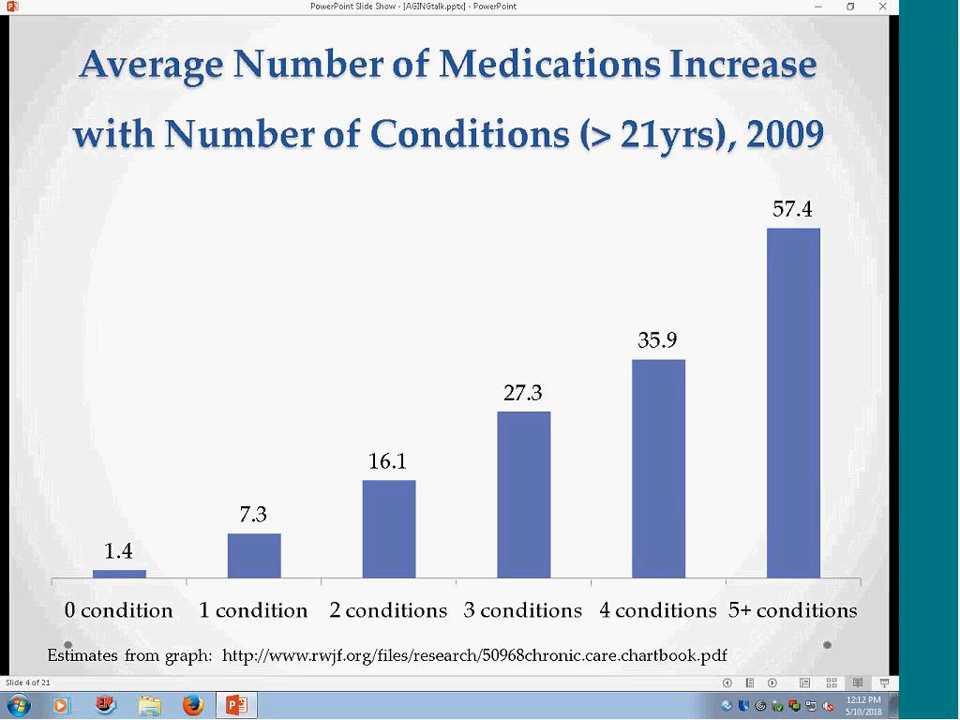 PowerPoint Slide Show - [AGINGtalk.pptx] - PowerPoint
Average Number of Medications Increase
with Number of Conditions (> 21yrs), 2009
57.4
35.9
27.3
16.1
7.3
1.4
0 condition 1 condition 2 conditions 3 conditions 4 conditions 5+ conditions
Estimates from graph: http://www.rwjf.org/files/research/50968chronic.care.chartbook.pdf
Slide 4 of 21
12:12 PM
5/10/2018